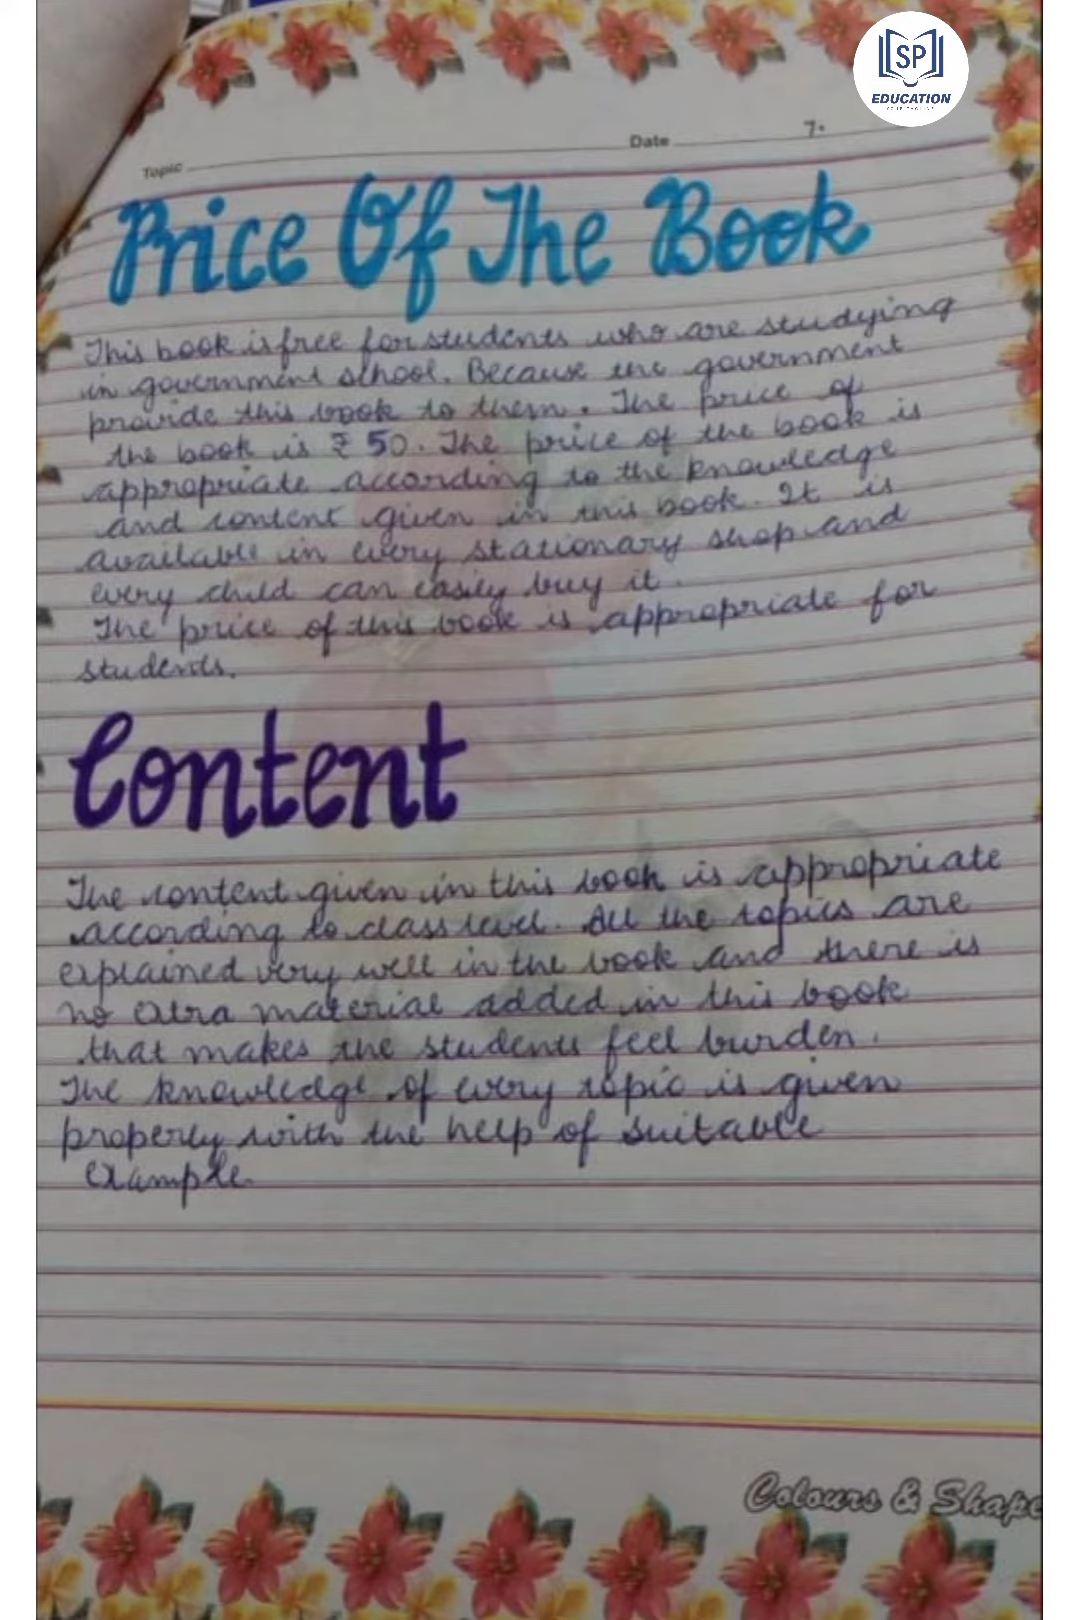 SP
EDUCATION
Date 7.
Topic
Price Of The Book
This book is free for students who are studying
in government school. Because the government
provide this book to them. The price of
the book is ₹ 50. The price of the book is
appropriate according to the knowledge
and content given in this book. It is
available in every stationary shop and
every child can easily buy it.
The price of this book is appropriate for
students.
Content
The content given in this book is appropriate
according to class level. All the topics are
explained very well in the book and there is
no extra material added in this book
that makes the students feel burden.
The knowledge of every topic is given
properly with the help of suitable
example.
Colours & Shape